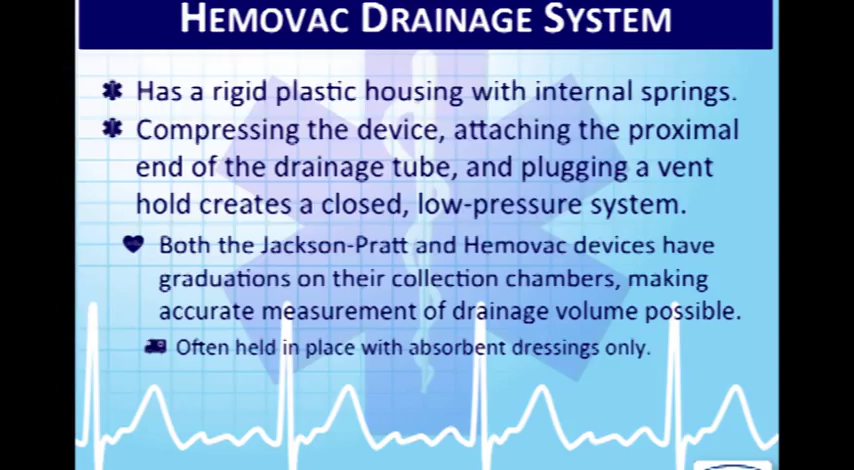 HEMOVAC DRAINAGE SYSTEM
Has a rigid plastic housing with internal springs.
Compressing the device, attaching the proximal
end of the drainage tube, and plugging a vent
hold creates a closed, low-pressure system.
Both the Jackson-Pratt and Hemovac devices have
graduations on their collection chambers, making
accurate measurement of drainage volume possible.
Often held in place with absorbent dressings only.